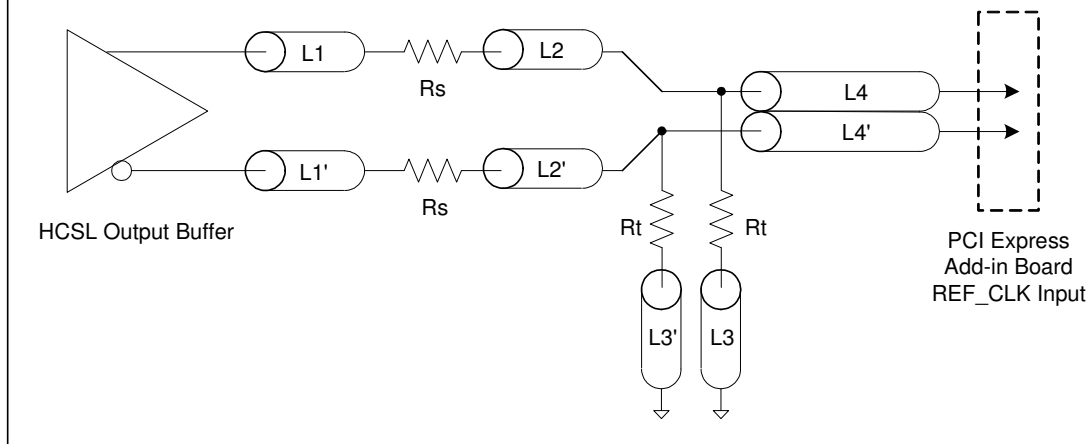 L1
Rs
L2
L4
L4'
L1'
Rs
L2'
HCSL Output Buffer
Rt
Rt
L3'
L3
PCI Express
Add-in Board
REF_CLK Input